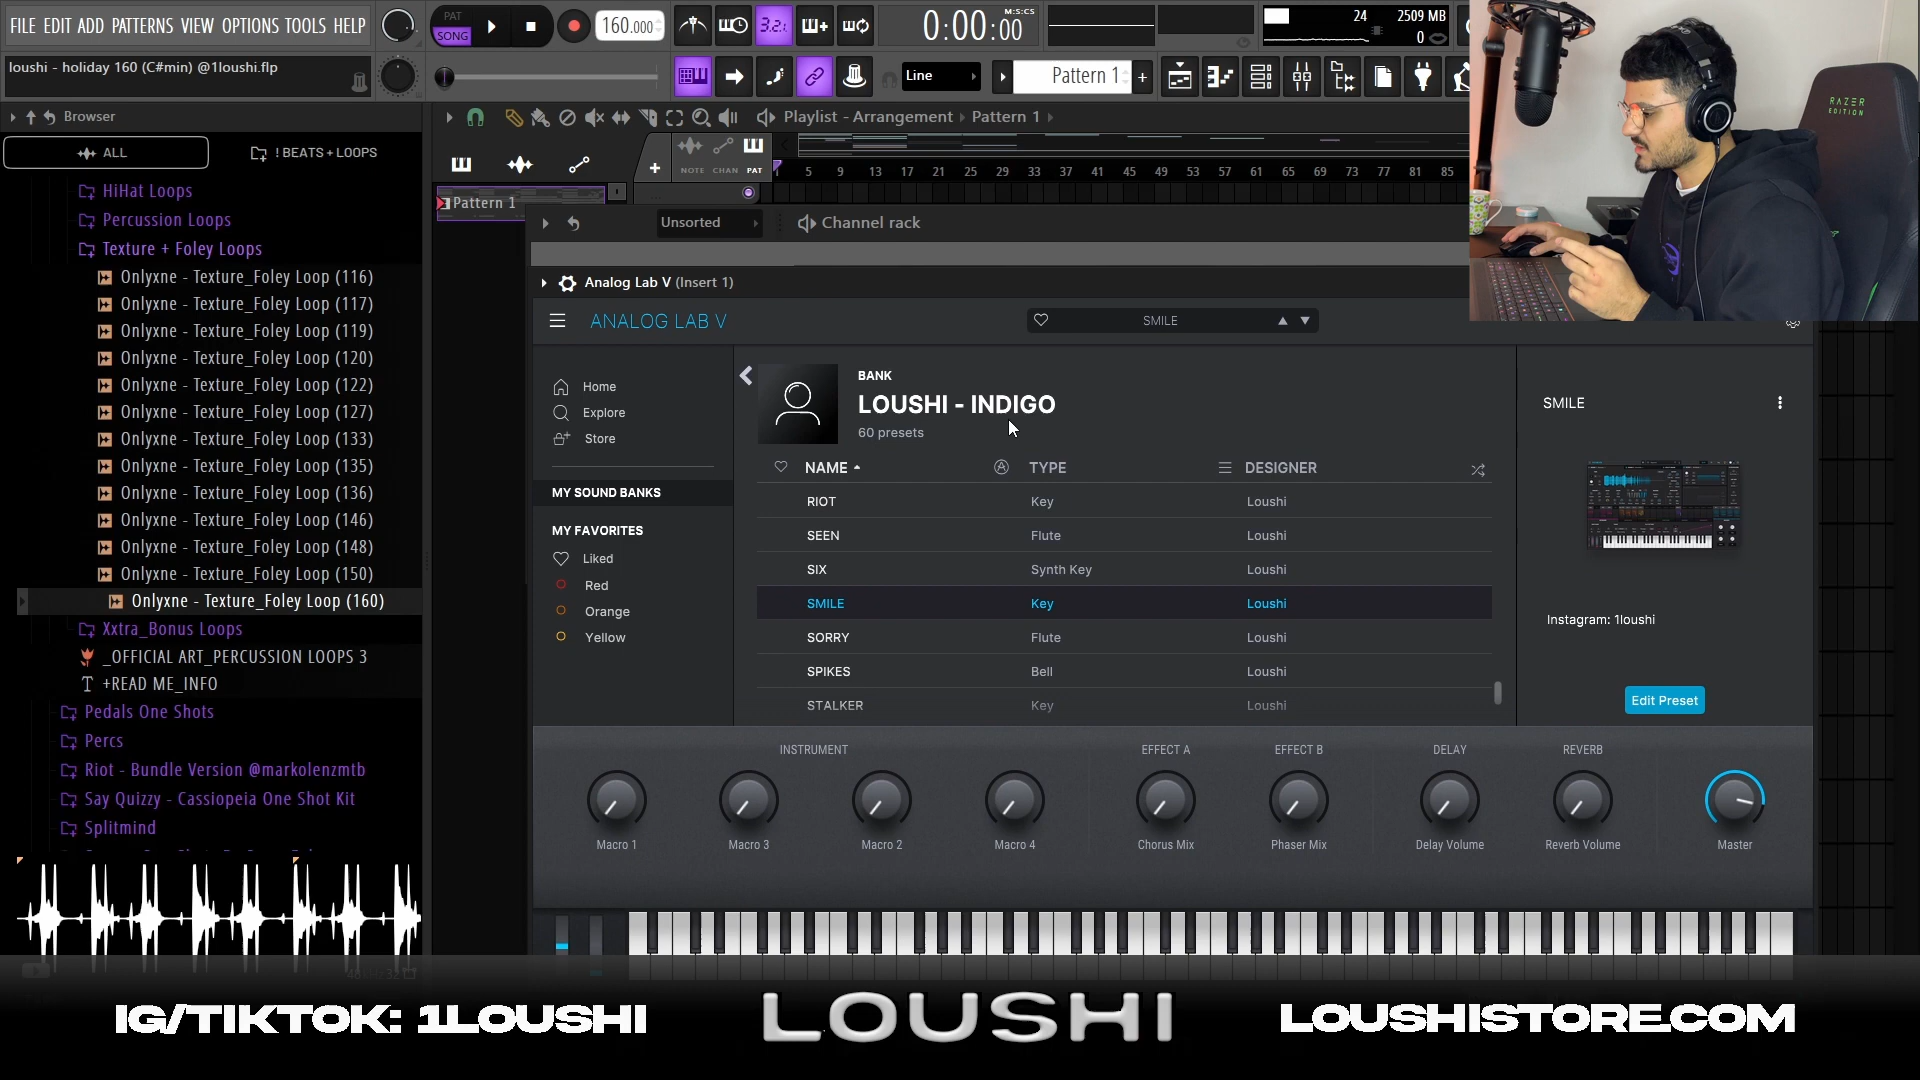 FILE EDIT ADD PATTERNS VIEW OPTIONS TOOLS HELP
PAT
SONG
160.000
3.2.
0:00:00
M:S:CS
24
2509 MB
0
loushi - holiday 160 (C#min) @1loushi.flp
Line
Pattern 1
+
Browser
Playlist - Arrangement
Pattern 1
ALL
! BEATS + LOOPS
NOTE
CHAN
PAT
5 9 13 17 21 25 29 33 37 41 45 49 53 57 61 65 69 73 77 81 85
Pattern 1
Unsorted
Channel rack
HiHat Loops
Percussion Loops
Texture + Foley Loops
Onlyxne - Texture_Foley Loop (116)
Onlyxne - Texture_Foley Loop (117)
Onlyxne - Texture_Foley Loop (119)
Onlyxne - Texture_Foley Loop (120)
Onlyxne - Texture_Foley Loop (122)
Onlyxne - Texture_Foley Loop (127)
Onlyxne - Texture_Foley Loop (133)
Onlyxne - Texture_Foley Loop (135)
Onlyxne - Texture_Foley Loop (136)
Onlyxne - Texture_Foley Loop (146)
Onlyxne - Texture_Foley Loop (148)
Onlyxne - Texture_Foley Loop (150)
Onlyxne - Texture_Foley Loop (160)
Xxtra_Bonus Loops
_OFFICIAL ART_PERCUSSION LOOPS 3
+READ ME_INFO
Pedals One Shots
Percs
Riot - Bundle Version @markolenzmtb
Say Quizzy - Cassiopeia One Shot Kit
Splitmind
Analog Lab V (Insert 1)
ANALOG LAB V
SMILE
Home
Explore
Store
MY SOUND BANKS
MY FAVORITES
Liked
Red
Orange
Yellow
BANK
LOUSHI - INDIGO
60 presets
NAME
TYPE
DESIGNER
RIOT Key Loushi
SEEN Flute Loushi
SIX Synth Key Loushi
SMILE Key Loushi
SORRY Flute Loushi
SPIKES Bell Loushi
STALKER Key Loushi
SMILE
Instagram: 1loushi
Edit Preset
INSTRUMENT
EFFECT A
EFFECT B
DELAY
REVERB
Macro 1
Macro 3
Macro 2
Macro 4
Chorus Mix
Phaser Mix
Delay Volume
Reverb Volume
Master
RAZER
EDITION
IG/TIKTOK: 1LOUSHI
LOUSHI
LOUSHISTORE.COM